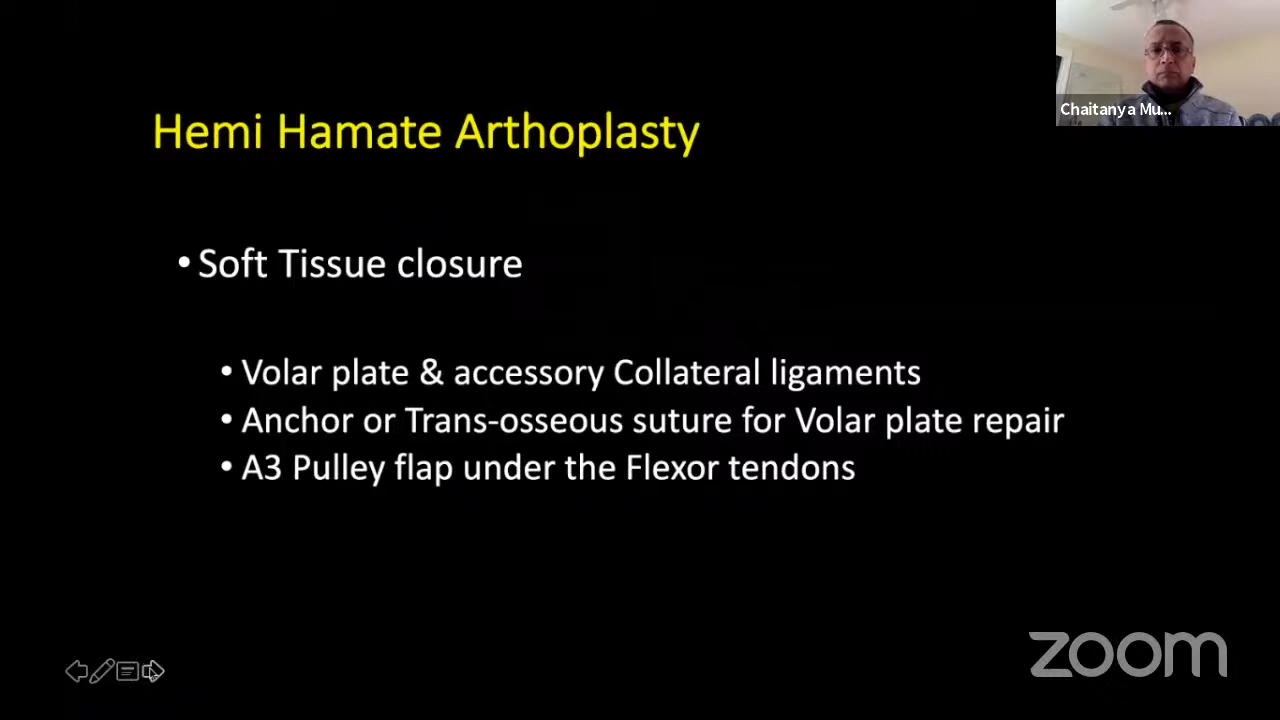 Chaitanya Mu...
Hemi Hamate Arthoplasty
• Soft Tissue closure
• Volar plate & accessory Collateral ligaments
• Anchor or Trans-osseous suture for Volar plate repair
• A3 Pulley flap under the Flexor tendons
zoom